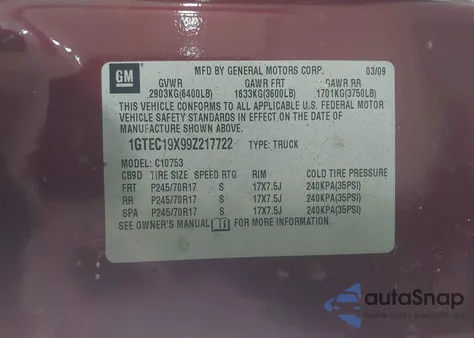 GM
MFD BY GENERAL MOTORS CORP. 03/09
GVWR GAWR FRT GAWR RR
2903KG(6400LB) 1633KG(3600LB) 1701KG(3750LB)
THIS VEHICLE CONFORMS TO ALL APPLICABLE U.S. FEDERAL MOTOR
VEHICLE SAFETY AND THEFT PREVENTION STANDARDS IN EFFECT ON
THE DATE OF MANUFACTURE SHOWN ABOVE.
1GTEC19X99Z217722 TYPE: TRUCK
MODEL: C10753
CB9D TIRE SIZE SPEED RTG RIM COLD TIRE PRESSURE
FRT P245/70R17 S 17X7.5J 240KPA(35PSI)
RR P245/70R17 S 17X7.5J 240KPA(35PSI)
SPA P245/70R17 S 17X7.5J 240KPA(35PSI)
SEE OWNER'S MANUAL FOR MORE INFORMATION.
autoSnap